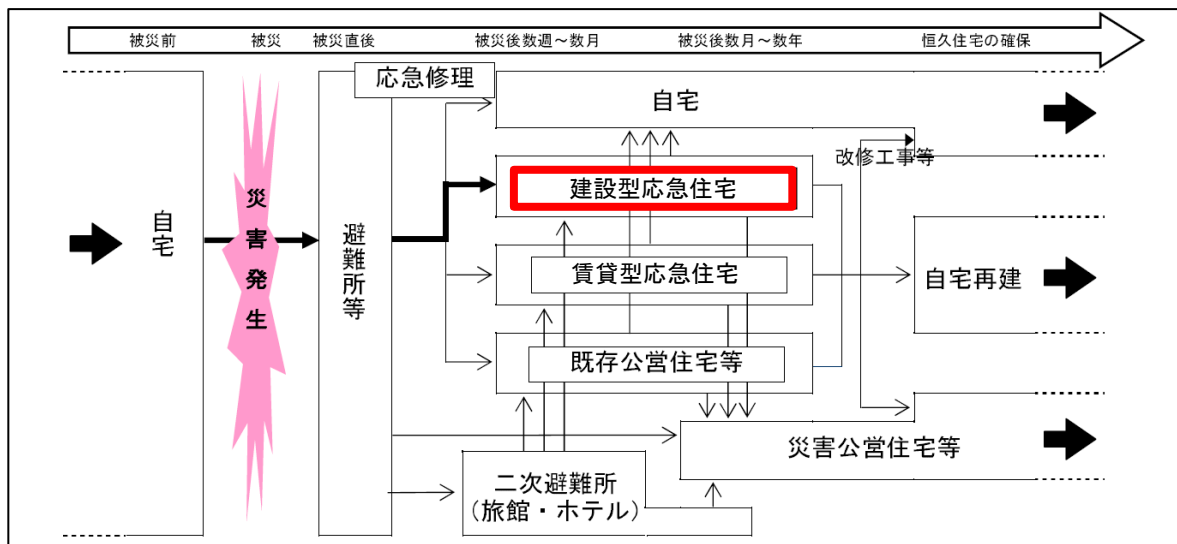 被災前
被災
被災直後
被災後数週～数月
被災後数月～数年
恒久住宅の確保
応急修理
自宅
改修工事等
建設型応急住宅
災害発生
自宅
避難所等
賃貸型応急住宅
自宅再建
既存公営住宅等
災害公営住宅等
二次避難所
（旅館・ホテル）